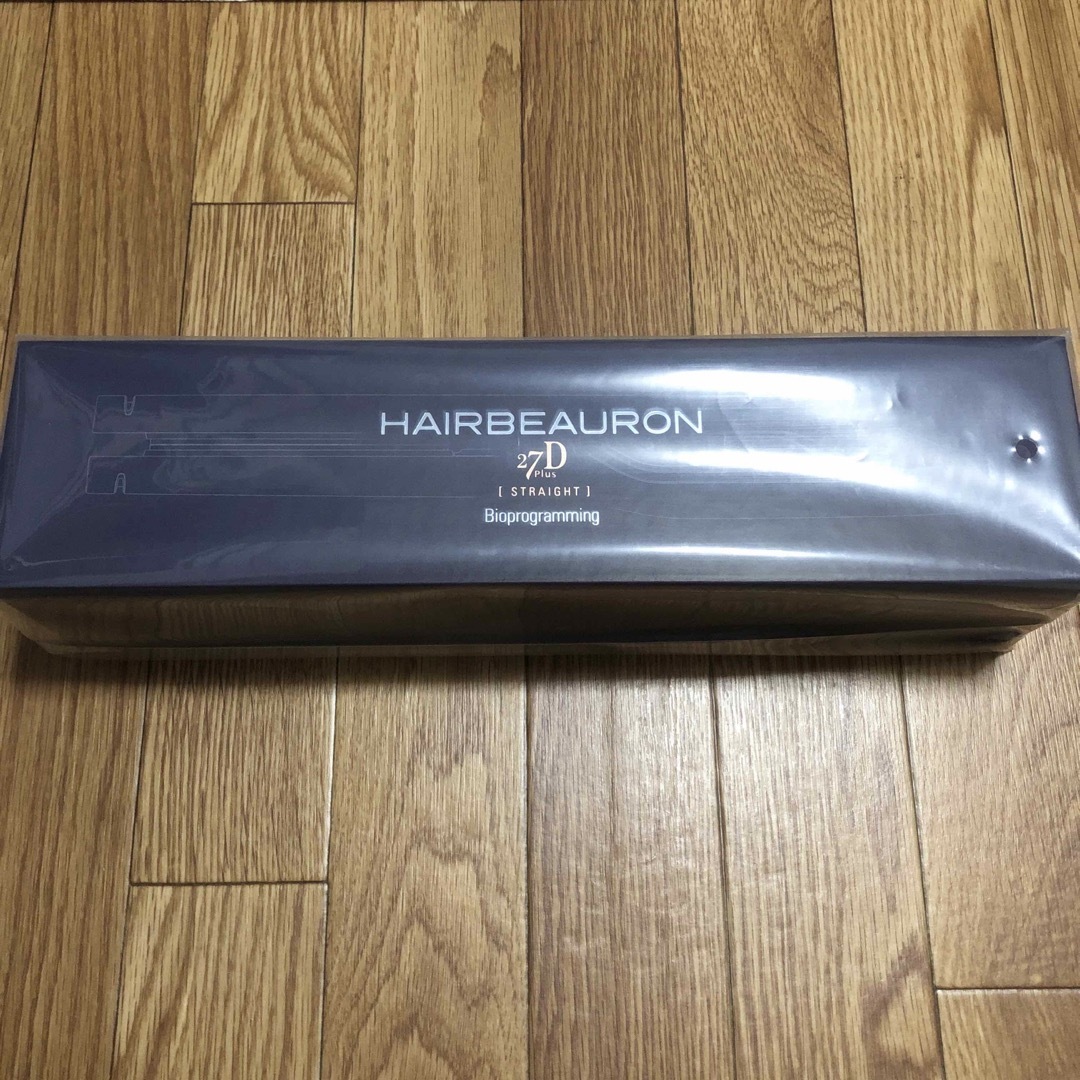 HAIRBEAURON
27D Plus
[ STRAIGHT ]
Bioprogramming